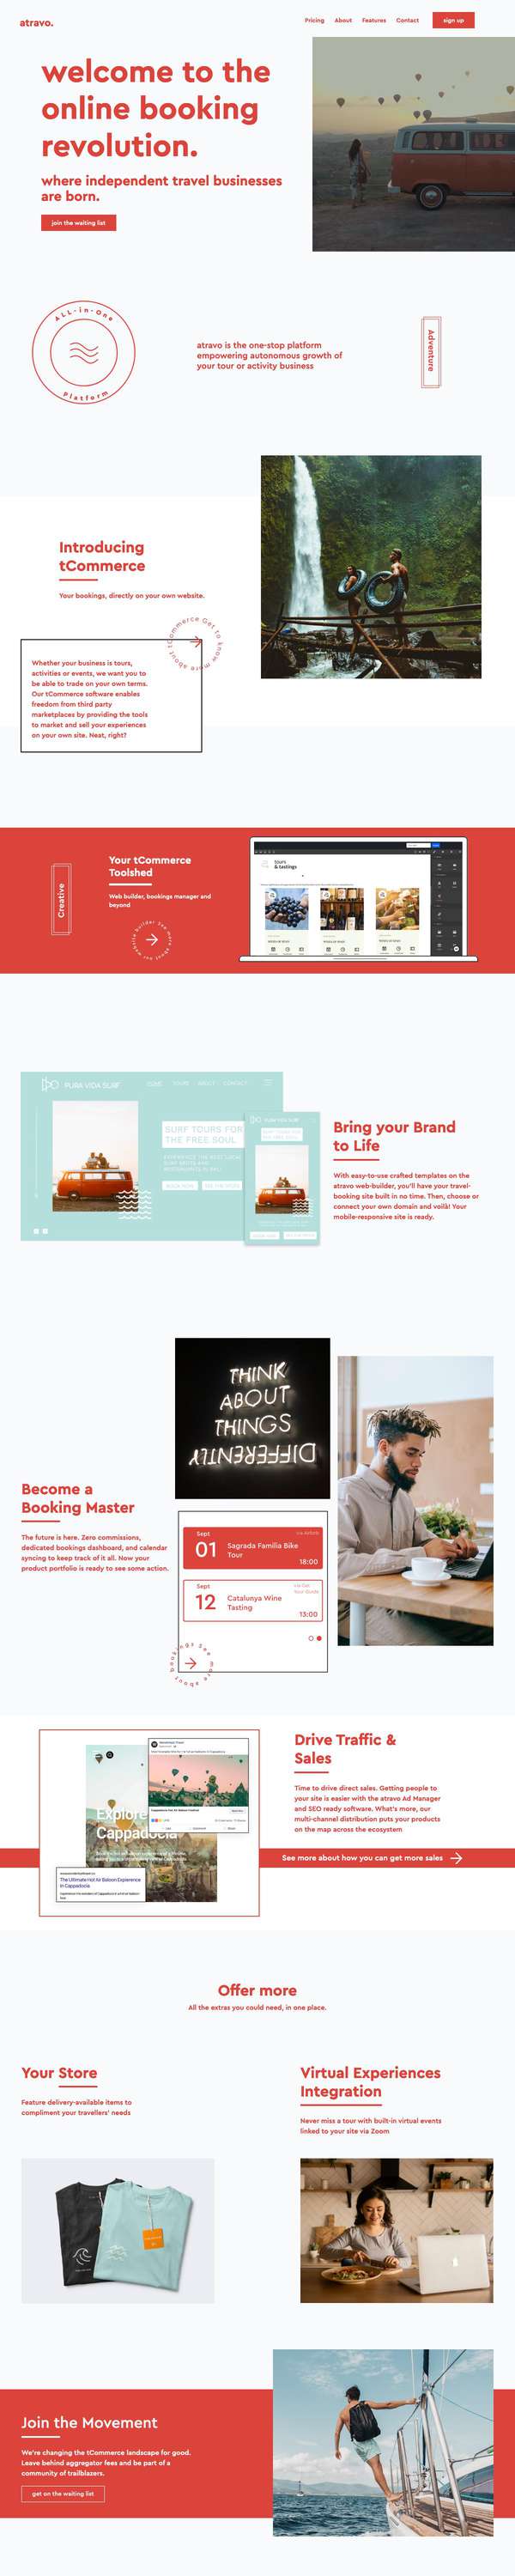 atravo.
Pricing
About
Features
Contact
sign up
welcome to the
online booking
revolution.
where independent travel businesses
are born.
join the waiting list
ALL-in-One
Platform
atravo is the one-stop platform
empowering autonomous growth of
your tour or activity business
Adventure
Introducing
tCommerce
Your bookings, directly on your own website.
Get to know more about tCommerce
Whether your business is tours,
activities or events, we want you to
be able to trade on your own terms.
Our tCommerce software enables
freedom from third party
marketplaces by providing the tools
to market and sell your experiences
on your own site. Neat, right?
Creative
Your tCommerce
Toolshed
Web builder, bookings manager and
beyond
See more about our website builder
tours
& tastings
PURA VIDA SURF
HOME
ABOUT
CONTACT
SURF TOURS FOR
THE FREE SOUL
PURA VIDA SURF
Bring your Brand
to Life
With easy-to-use crafted templates on the
atravo web-builder, you'll have your travel-
booking site built in no time. Then, choose or
connect your own domain and voilà! Your
mobile-responsive site is ready.
THINK
ABOUT
THINGS
DIFFERENTLY
Become a
Booking Master
The future is here. Zero commissions,
dedicated bookings dashboard, and calendar
syncing to keep track of it all. Now your
product portfolio is ready to see some action.
Sept
01
via Airbnb
Sagrada Familia Bike
Tour
18:00
Sept
12
via Get
Your Guide
Catalunya Wine
Tasting
13:00
See more about bookings
Drive Traffic &
Sales
Time to drive direct sales. Getting people to
your site is easier with the atravo Ad Manager
and SEO ready software. What's more, our
multi-channel distribution puts your products
on the map across the ecosystem
Explore
Cappadocia
The Ultimate Hot Air Balloon Experience
in Cappadocia
See more about how you can get more sales
Offer more
All the extras you could need, in one place.
Your Store
Feature delivery-available items to
compliment your travellers' needs
Virtual Experiences
Integration
Never miss a tour with built-in virtual events
linked to your site via Zoom
Join the Movement
We're changing the tCommerce landscape for good.
Leave behind aggregator fees and be part of a
community of trailblazers.
get on the waiting list